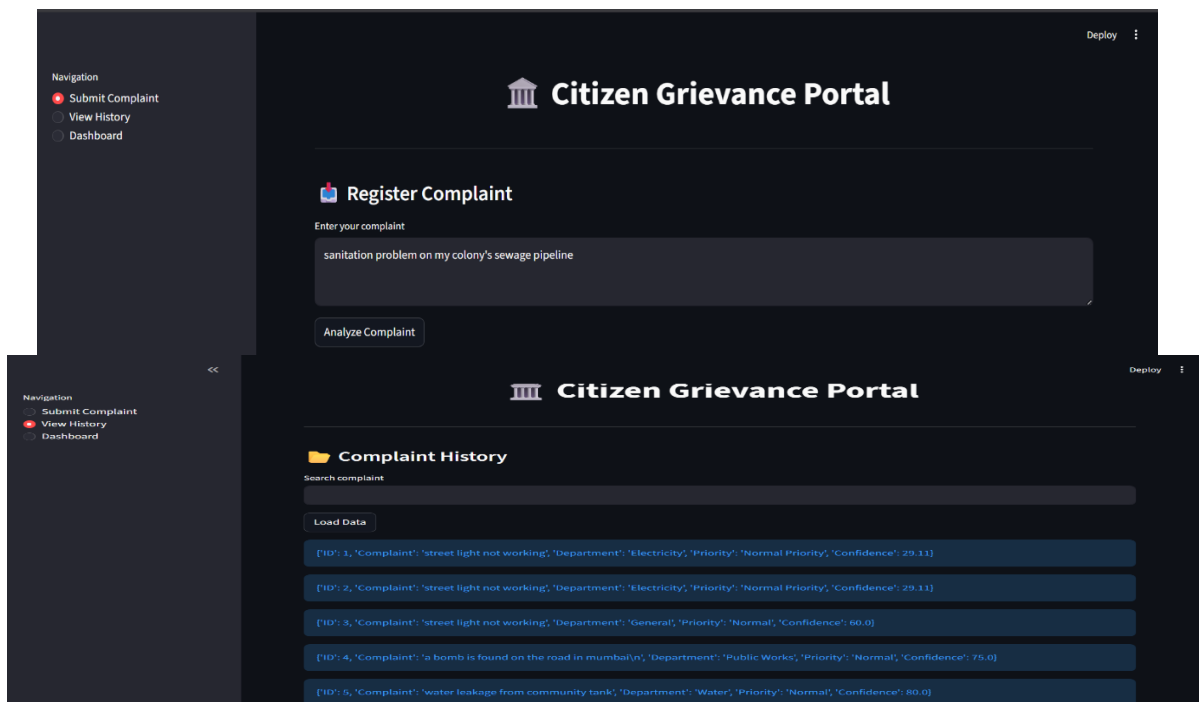 Deploy
Navigation
Submit Complaint
View History
Dashboard
Citizen Grievance Portal
Register Complaint
Enter your complaint
sanitation problem on my colony's sewage pipeline
Analyze Complaint
<<
Deploy
Navigation
Submit Complaint
View History
Dashboard
Citizen Grievance Portal
Complaint History
Search complaint
Load Data
{'ID': 1, 'Complaint': 'street light not working', 'Department': 'Electricity', 'Priority': 'Normal Priority', 'Confidence': 29.11}
{'ID': 2, 'Complaint': 'street light not working', 'Department': 'Electricity', 'Priority': 'Normal Priority', 'Confidence': 29.11}
{'ID': 3, 'Complaint': 'street light not working', 'Department': 'General', 'Priority': 'Normal', 'Confidence': 60.0}
{'ID': 4, 'Complaint': 'a bomb is found on the road in mumbai\n', 'Department': 'Public Works', 'Priority': 'Normal', 'Confidence': 75.0}
{'ID': 5, 'Complaint': 'water leakage from community tank', 'Department': 'Water', 'Priority': 'Normal', 'Confidence': 80.0}